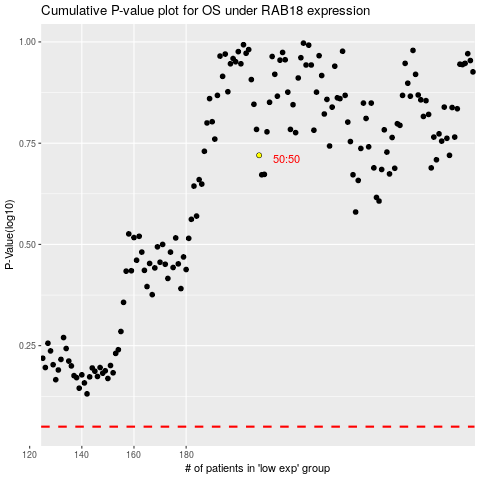 Cumulative P-value plot for OS under RAB18 expression
P-Value(log10)
1.00
0.75
0.50
0.25
50:50
120 140 160 180
# of patients in 'low exp' group